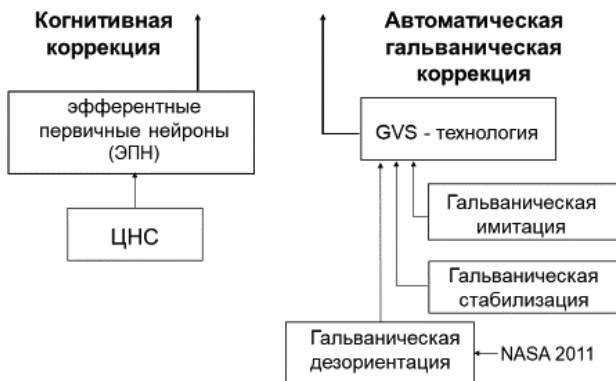 Когнитивная
коррекция
эфферентные
первичные нейроны
(ЭПН)
ЦНС
Автоматическая
гальваническая
коррекция
GVS - технология
Гальваническая
имитация
Гальваническая
стабилизация
Гальваническая
дезориентация
NASA 2011